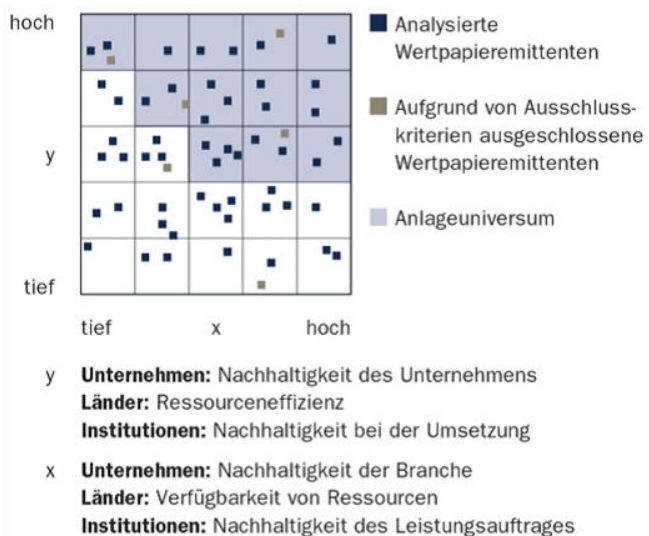 hoch
y
tief
tief x hoch
Analysierte
Wertpapieremittenten
Aufgrund von Ausschluss-
kriterien ausgeschlossene
Wertpapieremittenten
Anlageuniversum
y Unternehmen: Nachhaltigkeit des Unternehmens
Länder: Ressourceneffizienz
Institutionen: Nachhaltigkeit bei der Umsetzung
x Unternehmen: Nachhaltigkeit der Branche
Länder: Verfügbarkeit von Ressourcen
Institutionen: Nachhaltigkeit des Leistungsauftrages